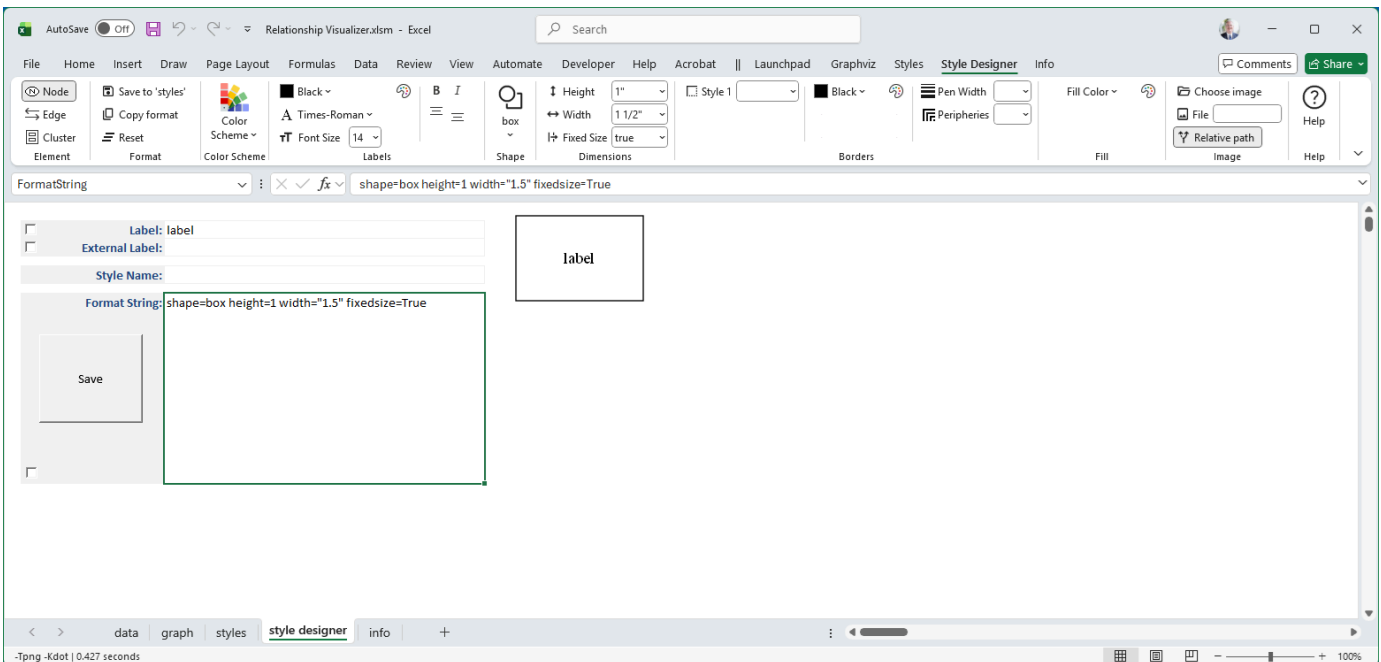 AutoSave Off Relationship Visualizer.xlsm - Excel Search
File Home Insert Draw Page Layout Formulas Data Review View Automate Developer Help Acrobat || Launchpad Graphviz Styles Style Designer Info Comments Share
Node Save to 'styles' Black B I Height 1" Style 1 Black Pen Width Fill Color Choose image
Edge Copy format Times-Roman Width 1 1/2" Peripheries File
Cluster Reset Color Scheme Font Size 14 box Fixed Size true Relative path Help
Element Format Color Scheme Labels Shape Dimensions Borders Fill Image Help
FormatString fx shape=box height=1 width="1.5" fixedsize=True
Label: label
External Label:
label
Style Name:
Format String: shape=box height=1 width="1.5" fixedsize=True
Save
data graph styles style designer info
-Tpng -Kdot | 0.427 seconds 100%